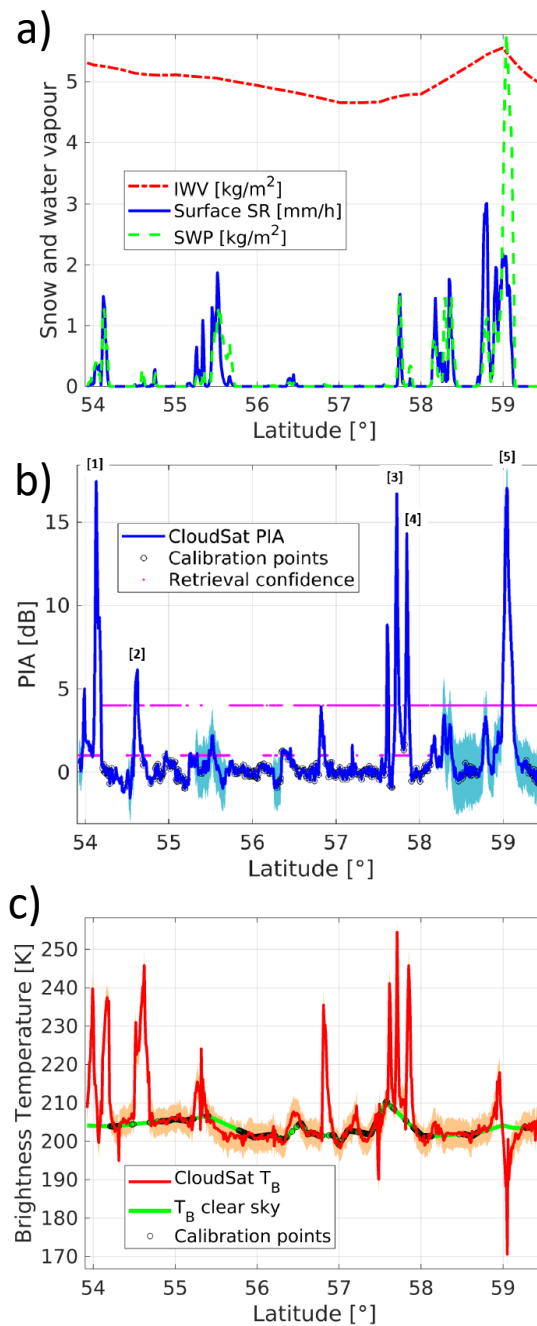 a)
Snow and water vapour
5
4
3
2
1
0
IWV [kg/m²]
Surface SR [mm/h]
SWP [kg/m²]
54 55 56 57 58 59
Latitude [°]
b)
[1]
[2]
[3]
[4]
[5]
PIA [dB]
15
10
5
0
CloudSat PIA
Calibration points
Retrieval confidence
54 55 56 57 58 59
Latitude [°]
c)
Brightness Temperature [K]
250
240
230
220
210
200
190
180
170
CloudSat T_B
T_B clear sky
Calibration points
54 55 56 57 58 59
Latitude [°]